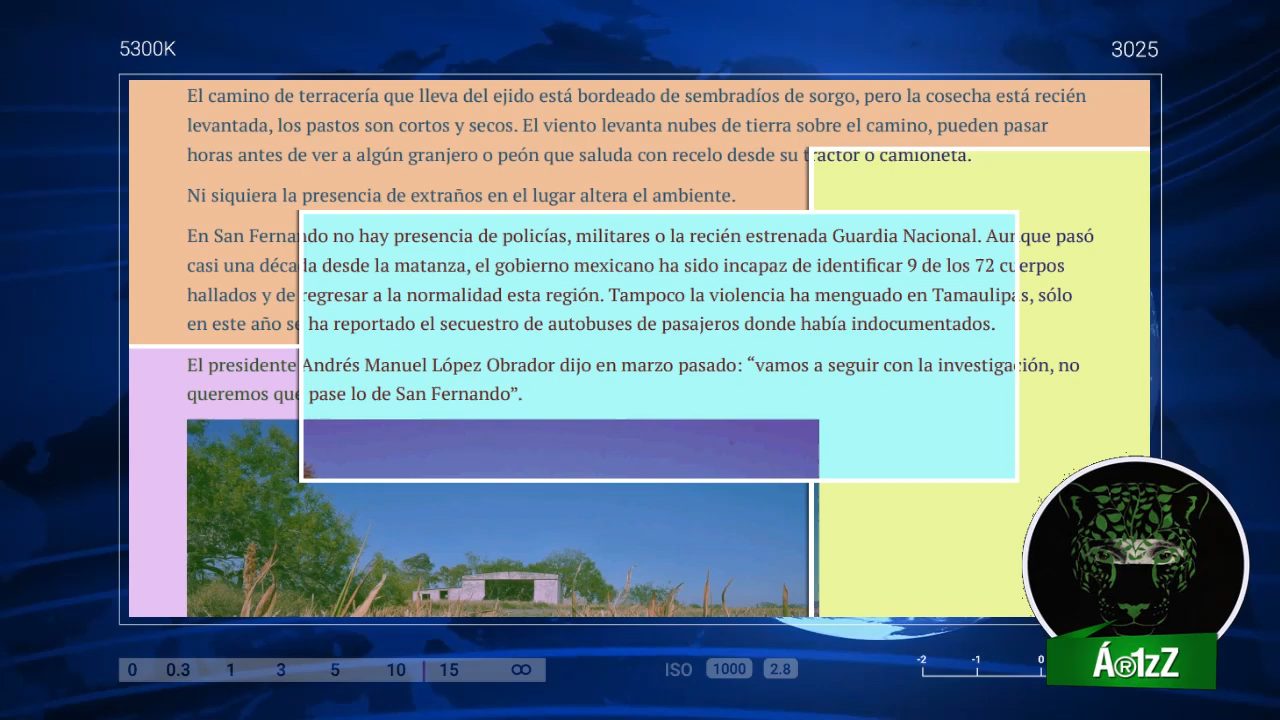 5300K 3025
El camino de terracería que lleva del ejido está bordeado de sembradíos de sorgo, pero la cosecha está recién
levantada, los pastos son cortos y secos. El viento levanta nubes de tierra sobre el camino, pueden pasar
horas antes de ver a algún granjero o peón que saluda con recelo desde su tractor o camioneta.
Ni siquiera la presencia de extraños en el lugar altera el ambiente.
En San Fernando no hay presencia de policías, militares o la recién estrenada Guardia Nacional. Aunque pasó
casi una década desde la matanza, el gobierno mexicano ha sido incapaz de identificar 9 de los 72 cuerpos
hallados y de regresar a la normalidad esta región. Tampoco la violencia ha menguado en Tamaulipas, sólo
en este año se ha reportado el secuestro de autobuses de pasajeros donde había indocumentados.
El presidente Andrés Manuel López Obrador dijo en marzo pasado: “vamos a seguir con la investigación, no
queremos que pase lo de San Fernando”.
0 0.3 1 3 5 10 15 ∞ ISO 1000 2.8 -2 -1 0
Á®1zZ